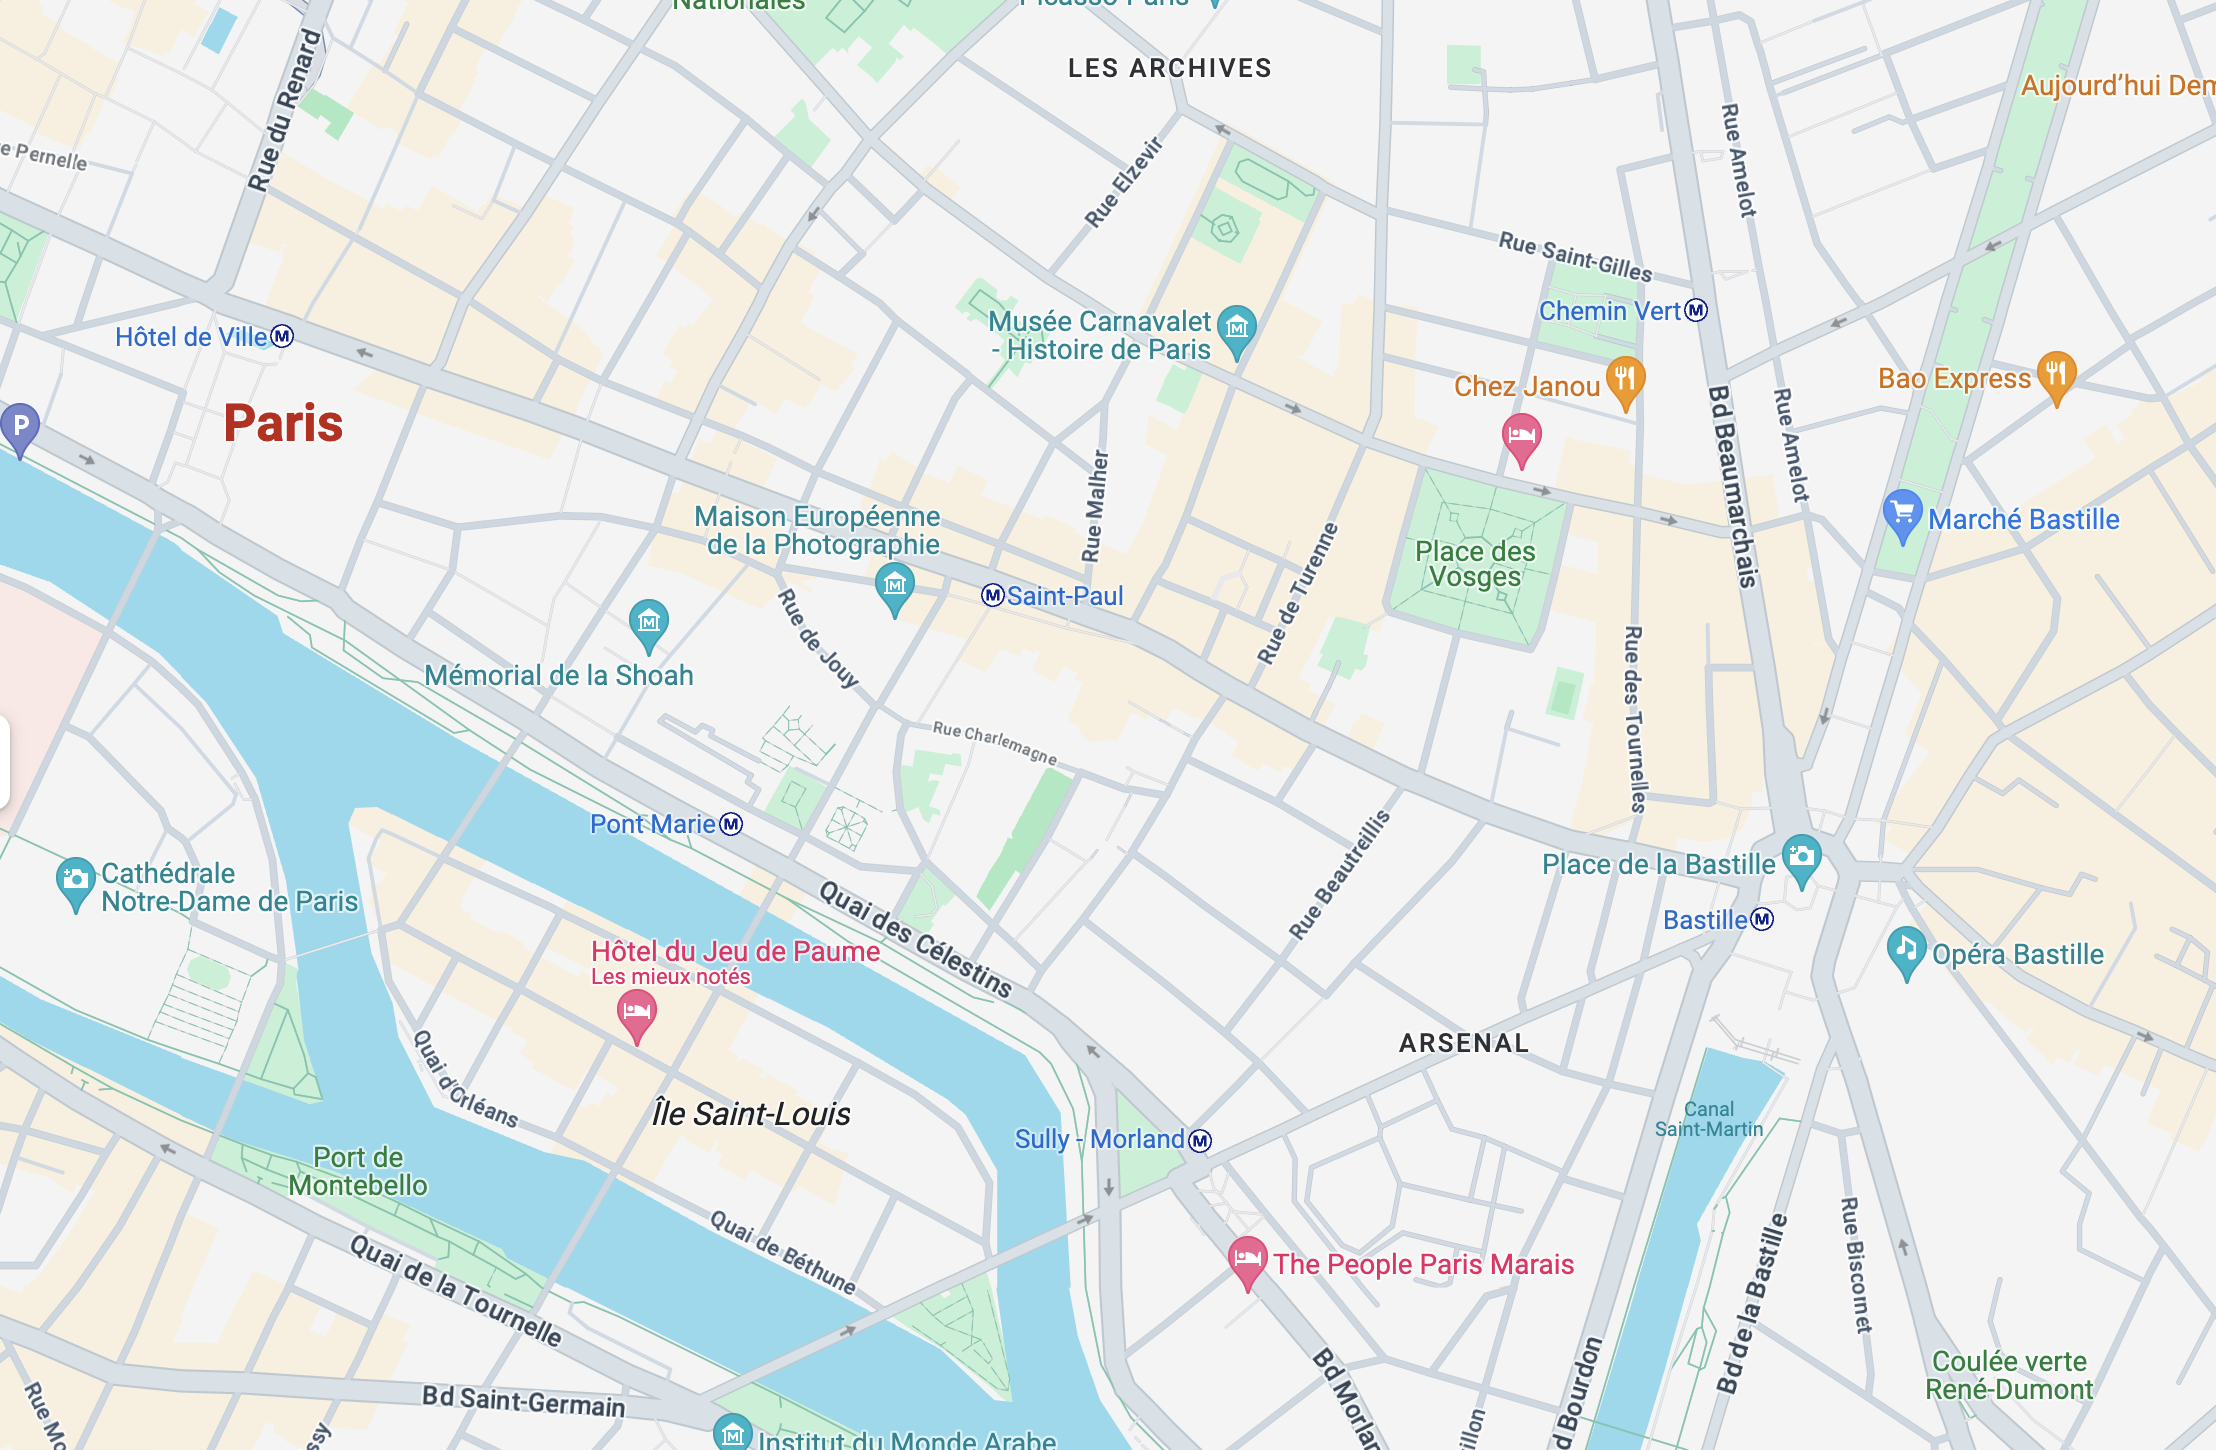 Nationales
LES ARCHIVES
Rue du Renard
Pernelle
Rue Elzevir
Rue Amelot
Aujourd'hui Dem
Rue Saint-Gilles
Hôtel de Ville
M
Musée Carnavalet
- Histoire de Paris
Chemin Vert
M
Chez Janou
Bao Express
Paris
P
Bd Beaumarchais
Rue Amelot
Rue Malher
Maison Européenne
de la Photographie
Marché Bastille
Place des
Vosges
M
Saint-Paul
Rue de Turenne
Rue de Jouy
Mémorial de la Shoah
Rue des Tournelles
Rue Charlemagne
Pont Marie
M
Rue Beautreillis
Place de la Bastille
Cathédrale
Notre-Dame de Paris
Quai des Célestins
Bastille
M
Hôtel du Jeu de Paume
Les mieux notés
Opéra Bastille
ARSENAL
Quai d'Orléans
Île Saint-Louis
Canal
Saint-Martin
Sully - Morland
M
Port de
Montebello
Quai de Béthune
Quai de la Tournelle
The People Paris Marais
Rue Biscornet
Bd de la Bastille
Bd Saint-Germain
Rue Mo
ssy
Bd Morlan
illon
d Bourdon
Coulée verte
René-Dumont
Institut du Monde Arabe